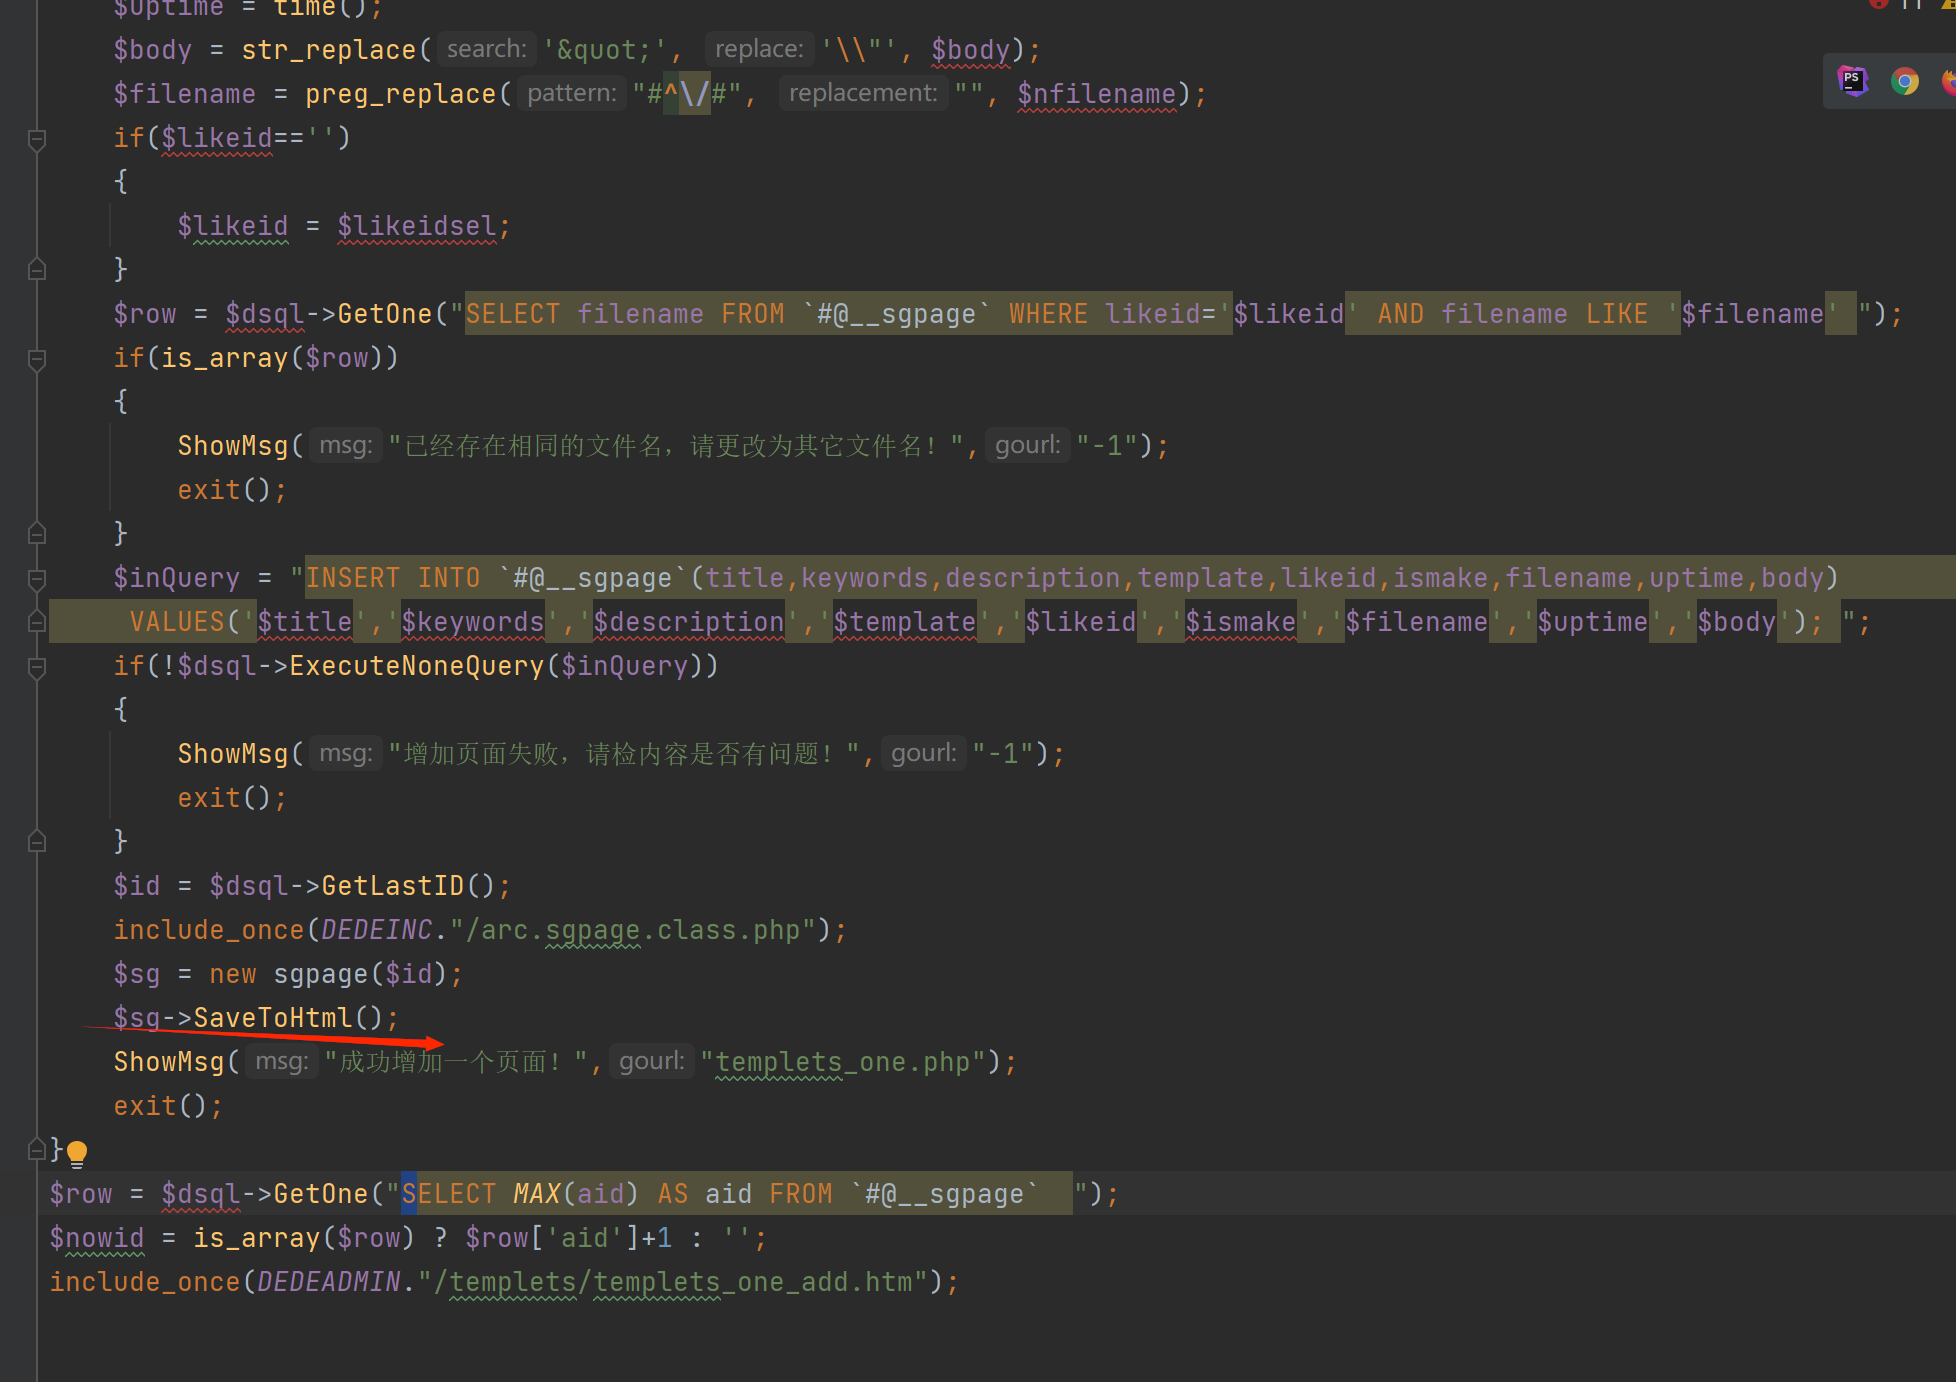 $uptime = time();
$body = str_replace( search: '&quot;', replace: '\\"', $body);
$filename = preg_replace( pattern: "#^\/#", replacement: "", $nfilename);
if($likeid=='')
{
$likeid = $likeidsel;
}
$row = $dsql->GetOne("SELECT filename FROM `#@__sgpage` WHERE likeid='$likeid' AND filename LIKE '$filename' ");
if(is_array($row))
{
ShowMsg( msg: "已经存在相同的文件名，请更改为其它文件名！", gourl: "-1");
exit();
}
$inQuery = "INSERT INTO `#@__sgpage`(title,keywords,description,template,likeid,ismake,filename,uptime,body)
VALUES('$title','$keywords','$description','$template','$likeid','$ismake','$filename','$uptime','$body'); ";
if(!$dsql->ExecuteNoneQuery($inQuery))
{
ShowMsg( msg: "增加页面失败，请检内容是否有问题！", gourl: "-1");
exit();
}
$id = $dsql->GetLastID();
include_once(DEDEINC."/arc.sgpage.class.php");
$sg = new sgpage($id);
$sg->SaveToHtml();
ShowMsg( msg: "成功增加一个页面！", gourl: "templets_one.php");
exit();
}
$row = $dsql->GetOne("SELECT MAX(aid) AS aid FROM `#@__sgpage`  ");
$nowid = is_array($row) ? $row['aid']+1 : '';
include_once(DEDEADMIN."/templets/templets_one_add.htm");
PS